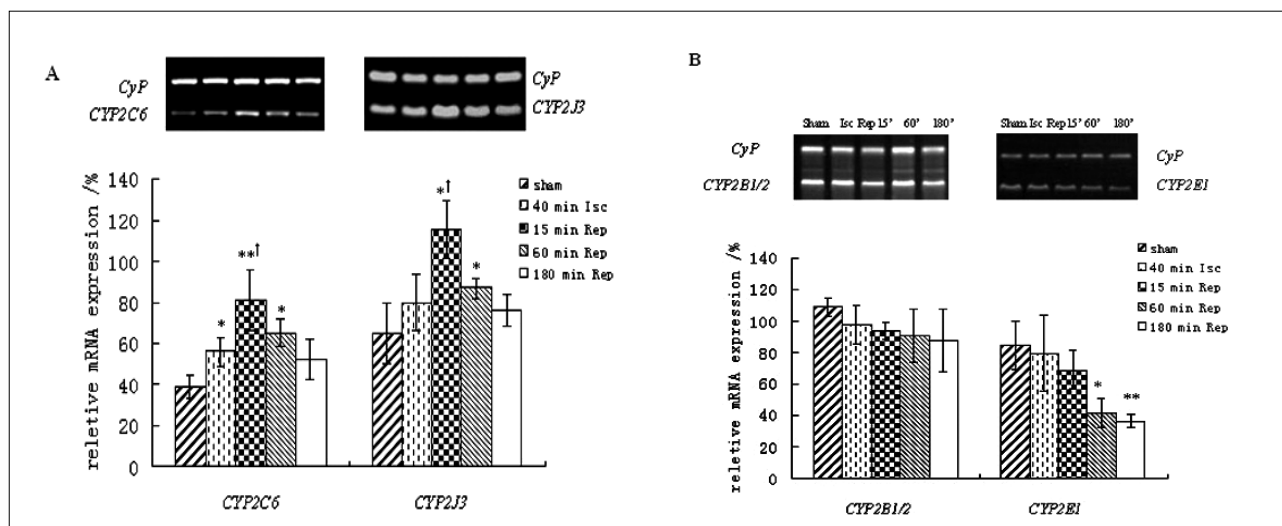 A
CyP CyP
CYP2C6 CYP2J3
reletive mRNA expression /%
140
120
100
80
60
40
20
0
sham
40 min Isc
15 min Rep
60 min Rep
180 min Rep
* **† * *† *
CYP2C6 CYP2J3
B
Sham Isc Rep 15' 60' 180' Sham Isc Rep 15' 60' 180'
CyP CyP
CYP2B1/2 CYP2E1
reletive mRNA expression /%
140
120
100
80
60
40
20
0
sham
40 min Isc
15 min Rep
60 min Rep
180 min Rep
* **
CYP2B1/2 CYP2E1